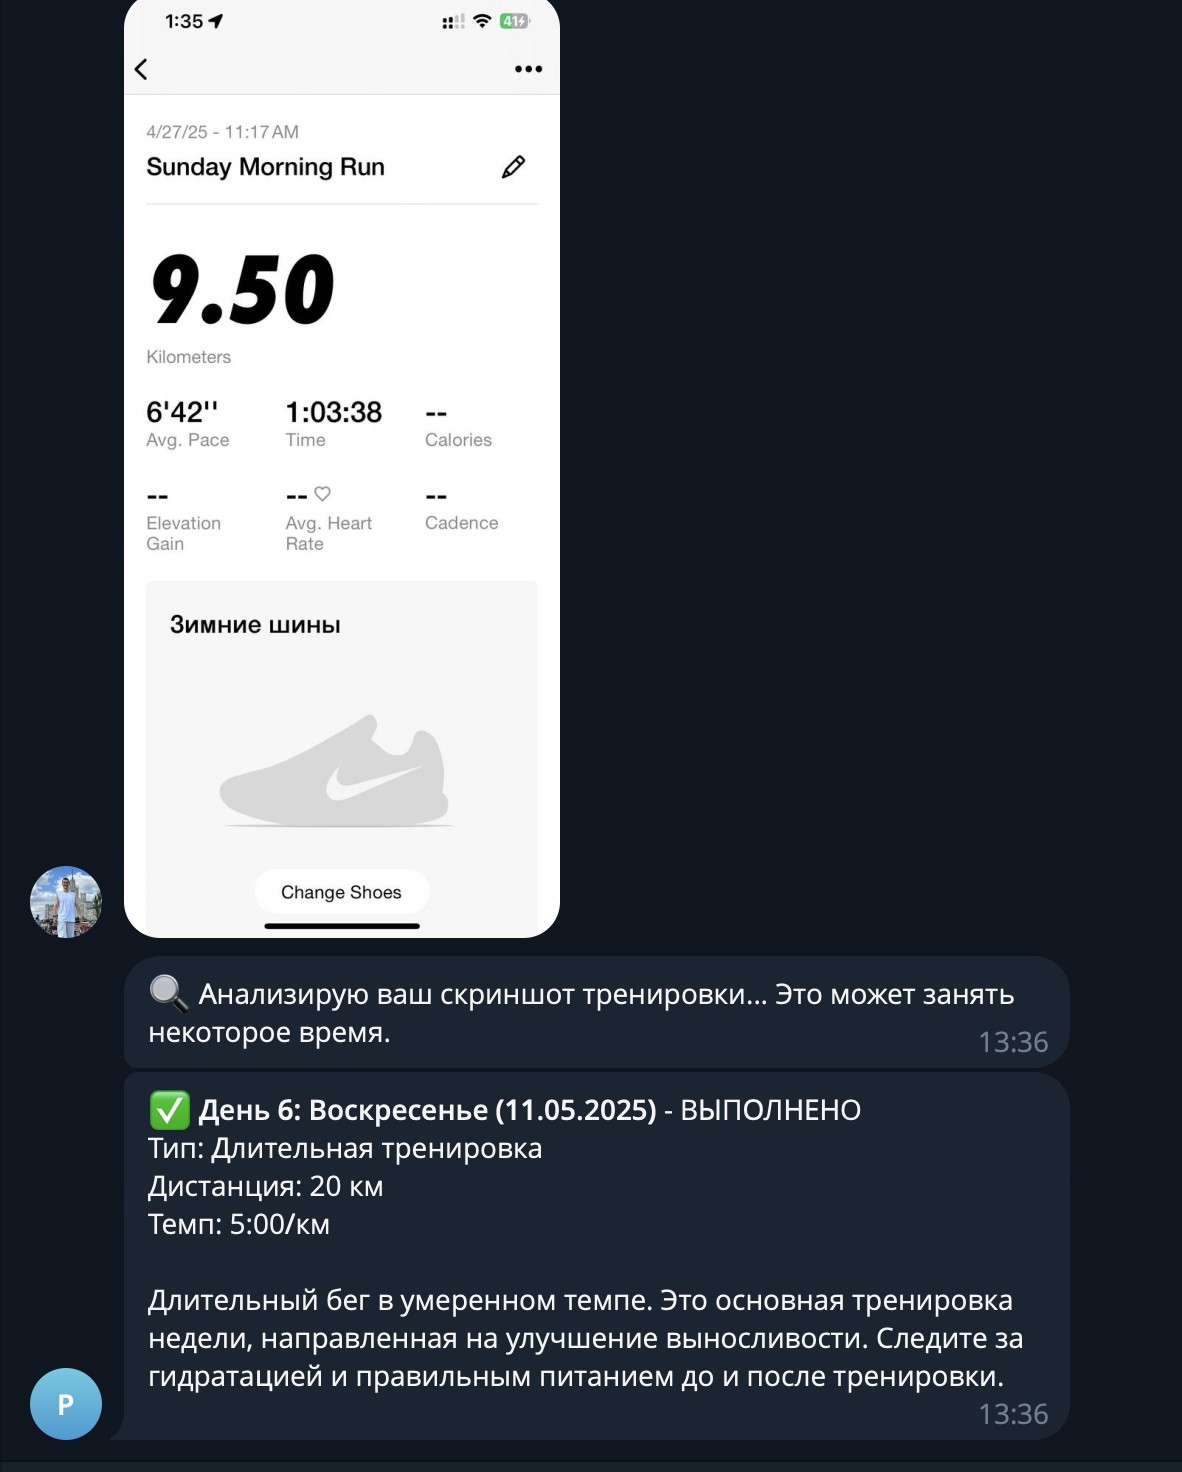 1:35
41
4/27/25 - 11:17 AM
Sunday Morning Run
9.50
Kilometers
6'42'' 1:03:38 --
Avg. Pace Time Calories
-- -- --
Elevation Gain Avg. Heart Rate Cadence
Зимние шины
Change Shoes
Анализирую ваш скриншот тренировки... Это может занять
некоторое время.
13:36
День 6: Воскресенье (11.05.2025) - ВЫПОЛНЕНО
Тип: Длительная тренировка
Дистанция: 20 км
Темп: 5:00/км
Длительный бег в умеренном темпе. Это основная тренировка
недели, направленная на улучшение выносливости. Следите за
гидратацией и правильным питанием до и после тренировки.
13:36
P